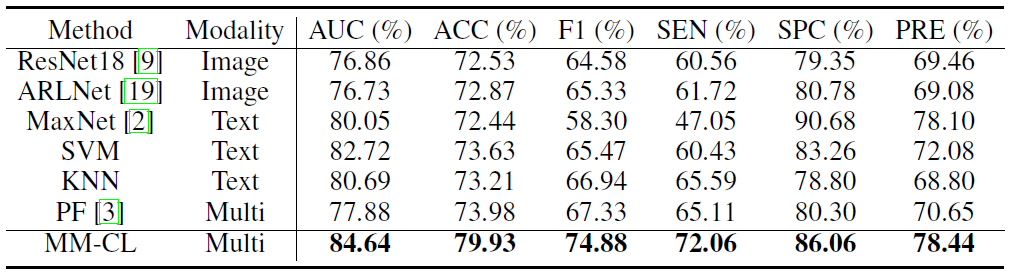 Method Modality AUC (%) ACC (%) F1 (%) SEN (%) SPC (%) PRE (%)
ResNet18 [9] Image 76.86 72.53 64.58 60.56 79.35 69.46
ARLNet [19] Image 76.73 72.87 65.33 61.72 80.78 69.08
MaxNet [2] Text 80.05 72.44 58.30 47.05 90.68 78.10
SVM Text 82.72 73.63 65.47 60.43 83.26 72.08
KNN Text 80.69 73.21 66.94 65.59 78.80 68.80
PF [3] Multi 77.88 73.98 67.33 65.11 80.30 70.65
MM-CL Multi 84.64 79.93 74.88 72.06 86.06 78.44